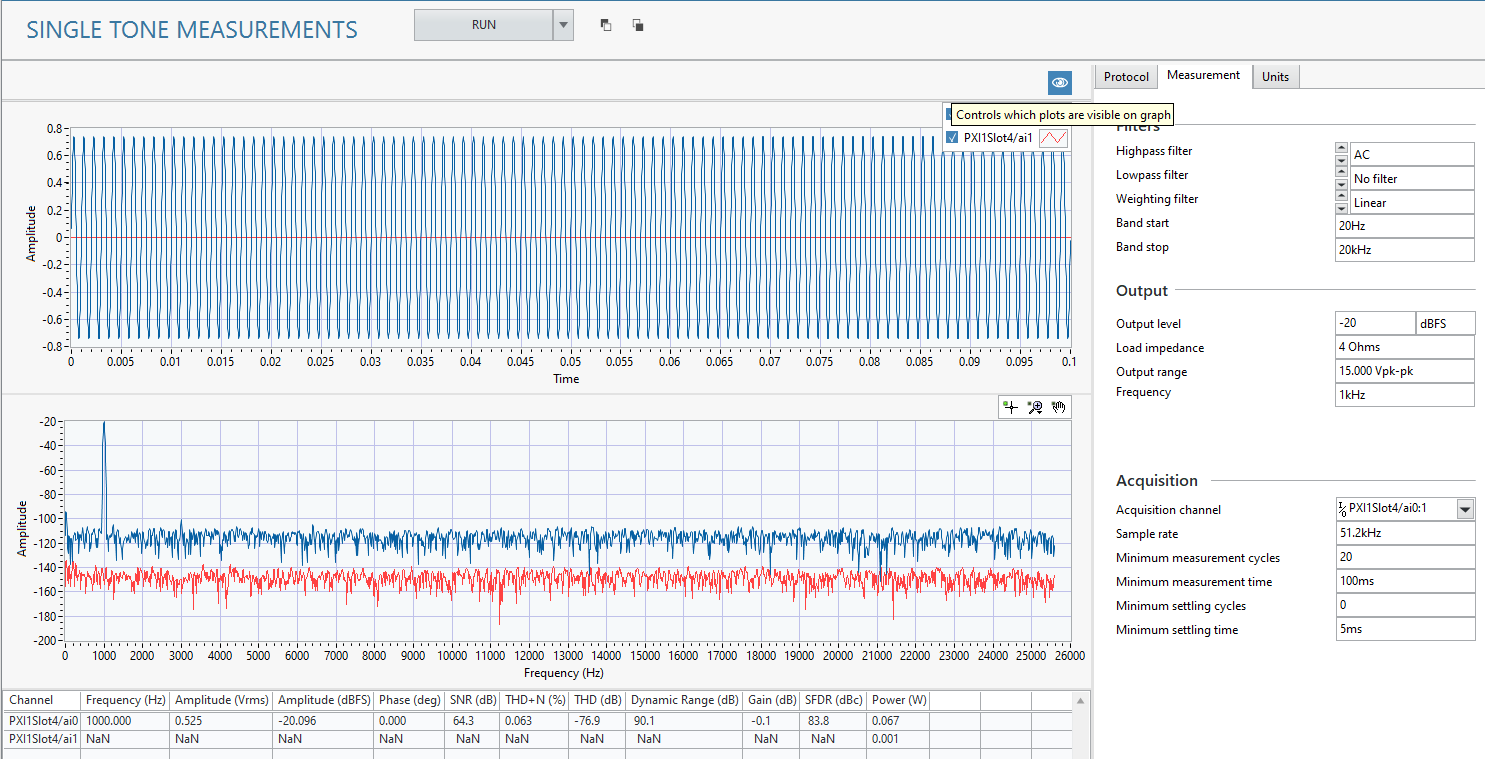 SINGLE TONE MEASUREMENTS
RUN
Protocol
Measurement
Units
Controls which plots are visible on graph
PXI1Slot4/ai1
Amplitude
0.8
0.6
0.4
0.2
0
-0.2
-0.4
-0.6
-0.8
0 0.005 0.01 0.015 0.02 0.025 0.03 0.035 0.04 0.045 0.05 0.055 0.06 0.065 0.07 0.075 0.08 0.085 0.09 0.095 0.1
Time
Amplitude
-20
-40
-60
-80
-100
-120
-140
-160
-180
-200
0 1000 2000 3000 4000 5000 6000 7000 8000 9000 10000 11000 12000 13000 14000 15000 16000 17000 18000 19000 20000 21000 22000 23000 24000 25000 26000
Frequency (Hz)
Channel Frequency (Hz) Amplitude (Vrms) Amplitude (dBFS) Phase (deg) SNR (dB) THD+N (%) THD (dB) Dynamic Range (dB) Gain (dB) SFDR (dBc) Power (W)
PXI1Slot4/ai0 1000.000 0.525 -20.096 0.000 64.3 0.063 -76.9 90.1 -0.1 83.8 0.067
PXI1Slot4/ai1 NaN NaN NaN NaN NaN NaN NaN NaN NaN NaN 0.001
Filters
Highpass filter AC
Lowpass filter No filter
Weighting filter Linear
Band start 20Hz
Band stop 20kHz
Output
Output level -20 dBFS
Load impedance 4 Ohms
Output range 15.000 Vpk-pk
Frequency 1kHz
Acquisition
Acquisition channel I/O PXI1Slot4/ai0:1
Sample rate 51.2kHz
Minimum measurement cycles 20
Minimum measurement time 100ms
Minimum settling cycles 0
Minimum settling time 5ms